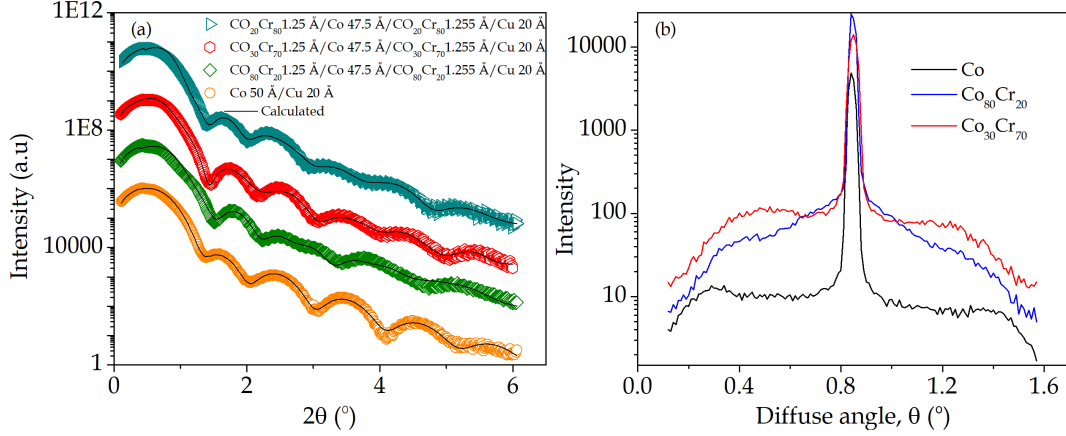 1E12
1E8
10000
1
Intensity (a.u)
(a)
CO₂₀Cr₈₀1.25 Å/Co 47.5 Å/CO₂₀Cr₈₀1.255 Å/Cu 20 Å
CO₃₀Cr₇₀1.25 Å/Co 47.5 Å/CO₃₀Cr₇₀1.255 Å/Cu 20 Å
CO₈₀Cr₂₀1.25 Å/Co 47.5 Å/CO₈₀Cr₂₀1.255 Å/Cu 20 Å
Co 50 Å/Cu 20 Å
Calculated
0 2 4 6
2θ (°)
(b)
10000
1000
100
10
Intensity
Co
Co₈₀Cr₂₀
Co₃₀Cr₇₀
0.0 0.4 0.8 1.2 1.6
Diffuse angle, θ (°)